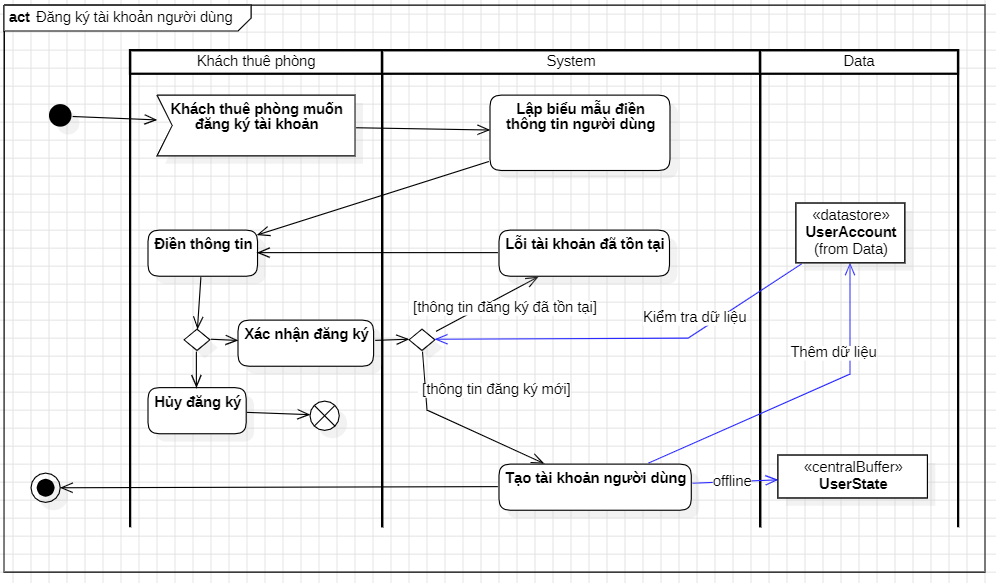 act Đăng ký tài khoản người dùng
Khách thuê phòng
System
Data
Khách thuê phòng muốn
đăng ký tài khoản
Lập biểu mẫu điền
thông tin người dùng
«datastore»
UserAccount
(from Data)
Điền thông tin
Lỗi tài khoản đã tồn tại
[thông tin đăng ký đã tồn tại]
Kiểm tra dữ liệu
Xác nhận đăng ký
Thêm dữ liệu
[thông tin đăng ký mới]
Hủy đăng ký
Tạo tài khoản người dùng
offline
«centralBuffer»
UserState